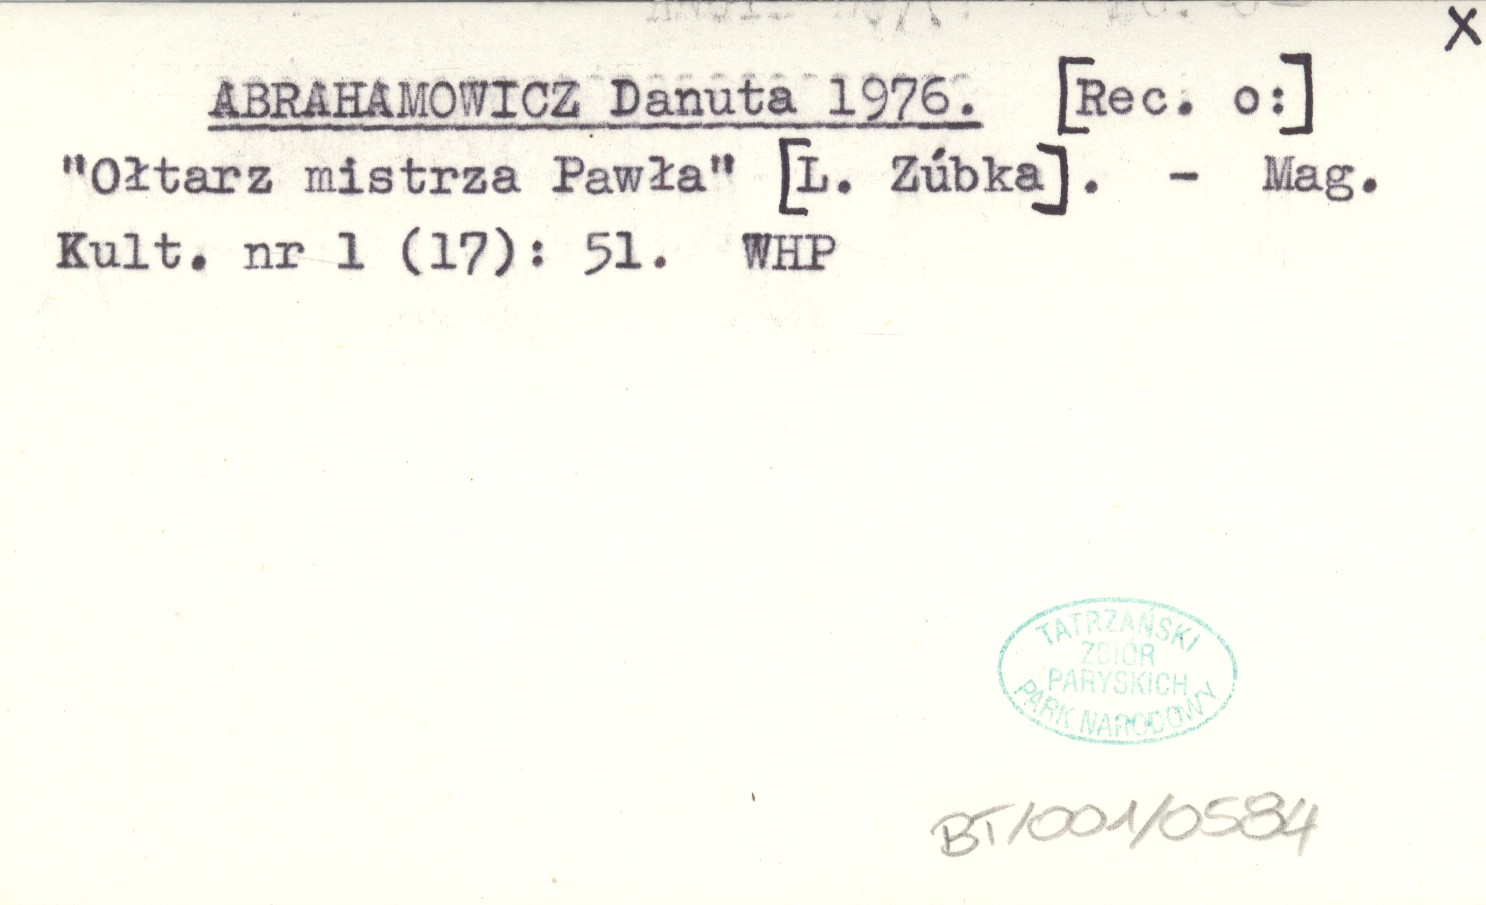 X
ABRAHAMOWICZ Danuta 1976. [Rec. o:]
"Ołtarz mistrza Pawła" [L. Zúbka]. - Mag.
Kult. nr 1 (17): 51. WHP
TATRZAŃSKI
ZBIÓR
PARYSKICH
PARK NARODOWY
BT/001/0584